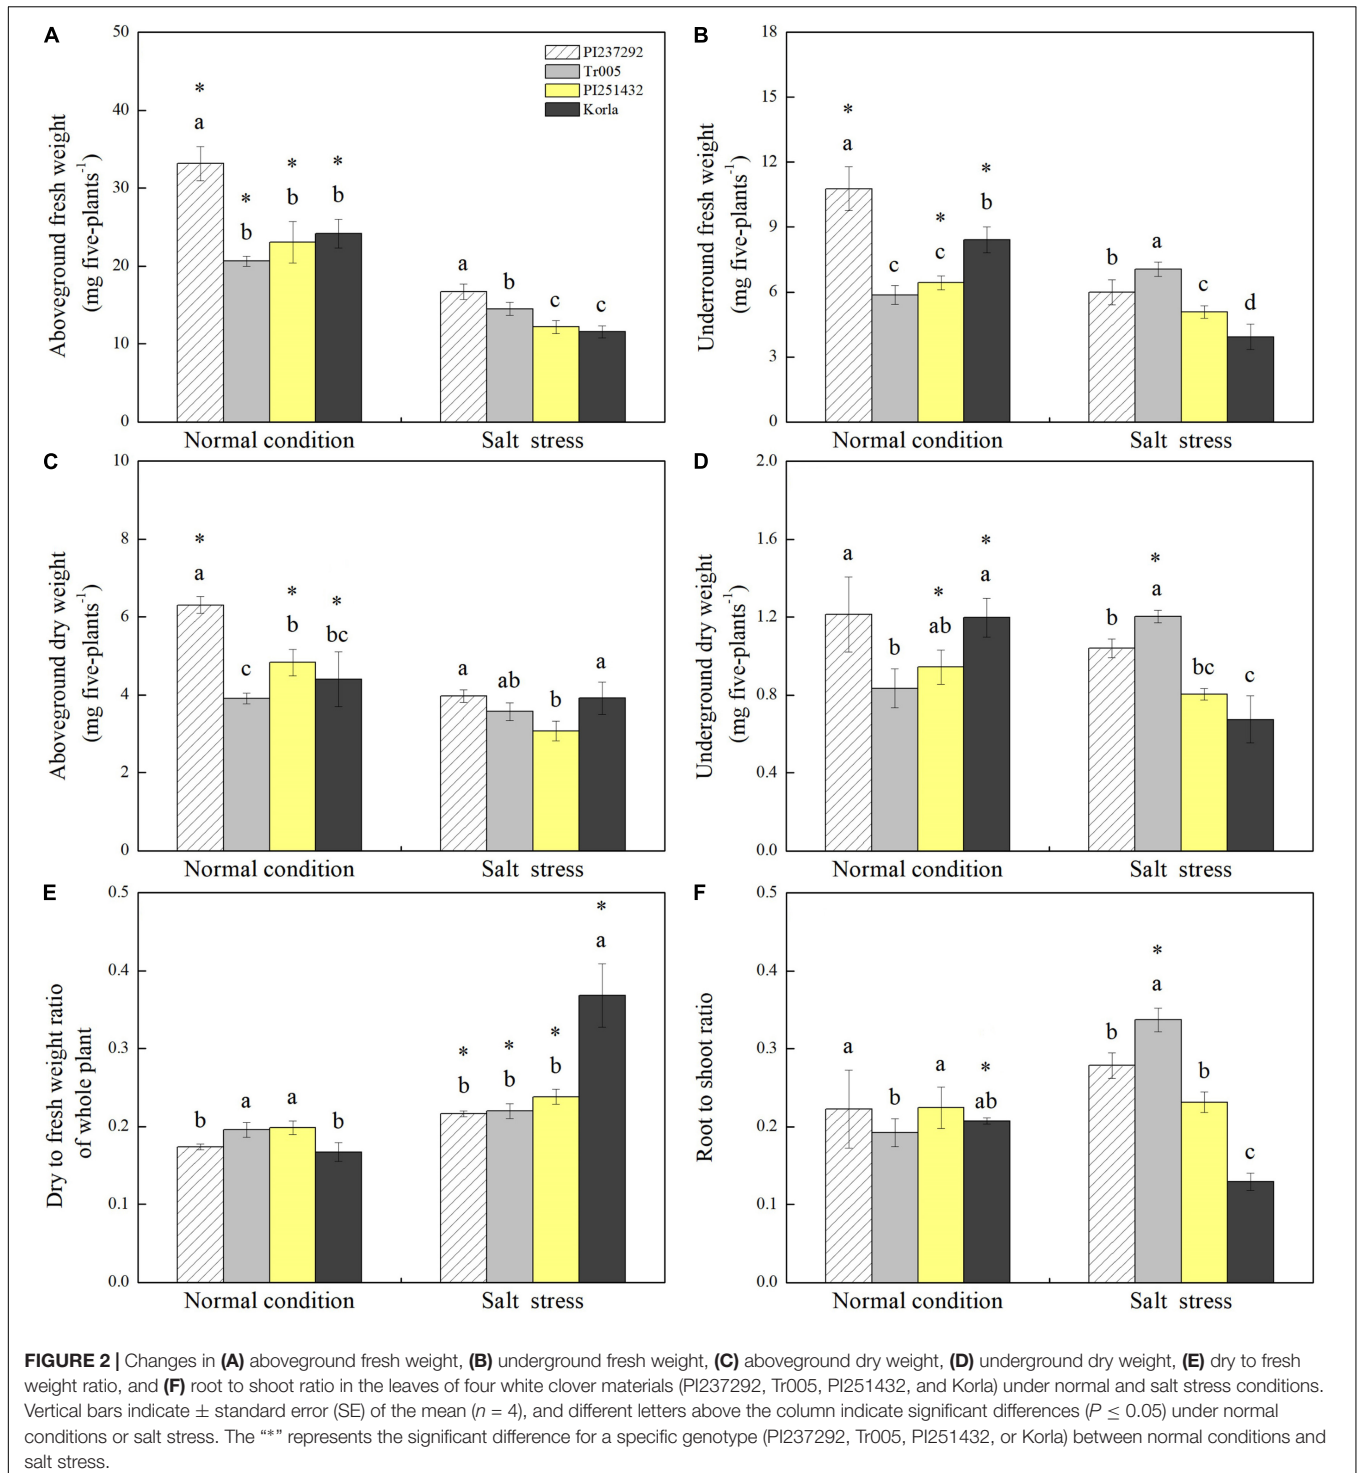 A
50
40
30
20
10
0
Aboveground fresh weight
(mg five-plants⁻¹)
PI237292
Tr005
PI251432
Korla
* a
* b
* b
* b
a
b
c
c
Normal condition
Salt stress
B
18
15
12
9
6
3
0
Underround fresh weight
(mg five-plants⁻¹)
* a
c
* c
* b
b
a
c
d
Normal condition
Salt stress
C
10
8
6
4
2
0
Aboveground dry weight
(mg five-plants⁻¹)
* a
c
* b
* bc
a
ab
b
a
Normal condition
Salt stress
D
2.0
1.6
1.2
0.8
0.4
0.0
Underground dry weight
(mg five-plants⁻¹)
a
b
* ab
* a
b
* a
bc
c
Normal condition
Salt stress
E
0.5
0.4
0.3
0.2
0.1
0.0
Dry to fresh weight ratio
of whole plant
b
a
a
b
* b
* b
* b
* a
Normal condition
Salt stress
F
0.5
0.4
0.3
0.2
0.1
0.0
Root to shoot ratio
a
b
a
* ab
b
* a
b
c
Normal condition
Salt stress
FIGURE 2 | Changes in (A) aboveground fresh weight, (B) underground fresh weight, (C) aboveground dry weight, (D) underground dry weight, (E) dry to fresh
weight ratio, and (F) root to shoot ratio in the leaves of four white clover materials (PI237292, Tr005, PI251432, and Korla) under normal and salt stress conditions.
Vertical bars indicate ± standard error (SE) of the mean (n = 4), and different letters above the column indicate significant differences (P ≤ 0.05) under normal
conditions or salt stress. The “*” represents the significant difference for a specific genotype (PI237292, Tr005, PI251432, or Korla) between normal conditions and
salt stress.